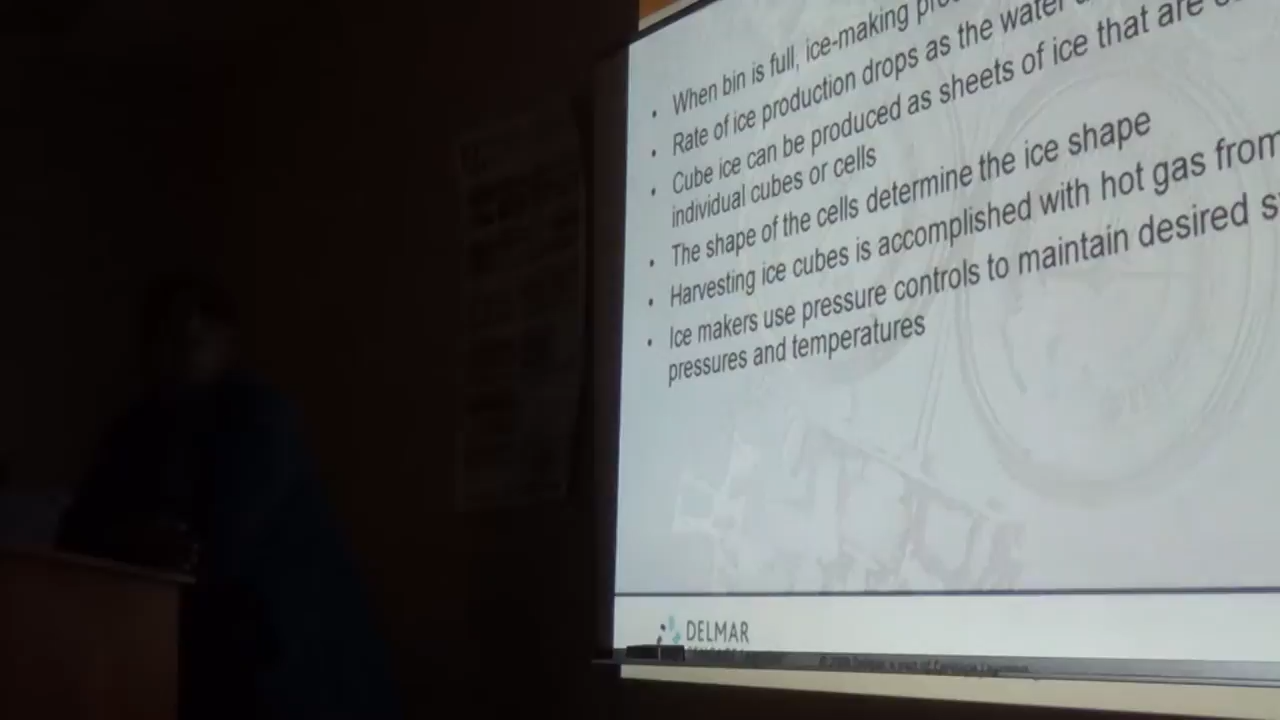 • When bin is full, ice-making
• Rate of ice production drops as the water
• Cube ice can be produced as sheets of ice that are
individual cubes or cells
• The shape of the cells determine the ice shape
• Harvesting ice cubes is accomplished with hot gas from
• Ice makers use pressure controls to maintain desired
pressures and temperatures
DELMAR